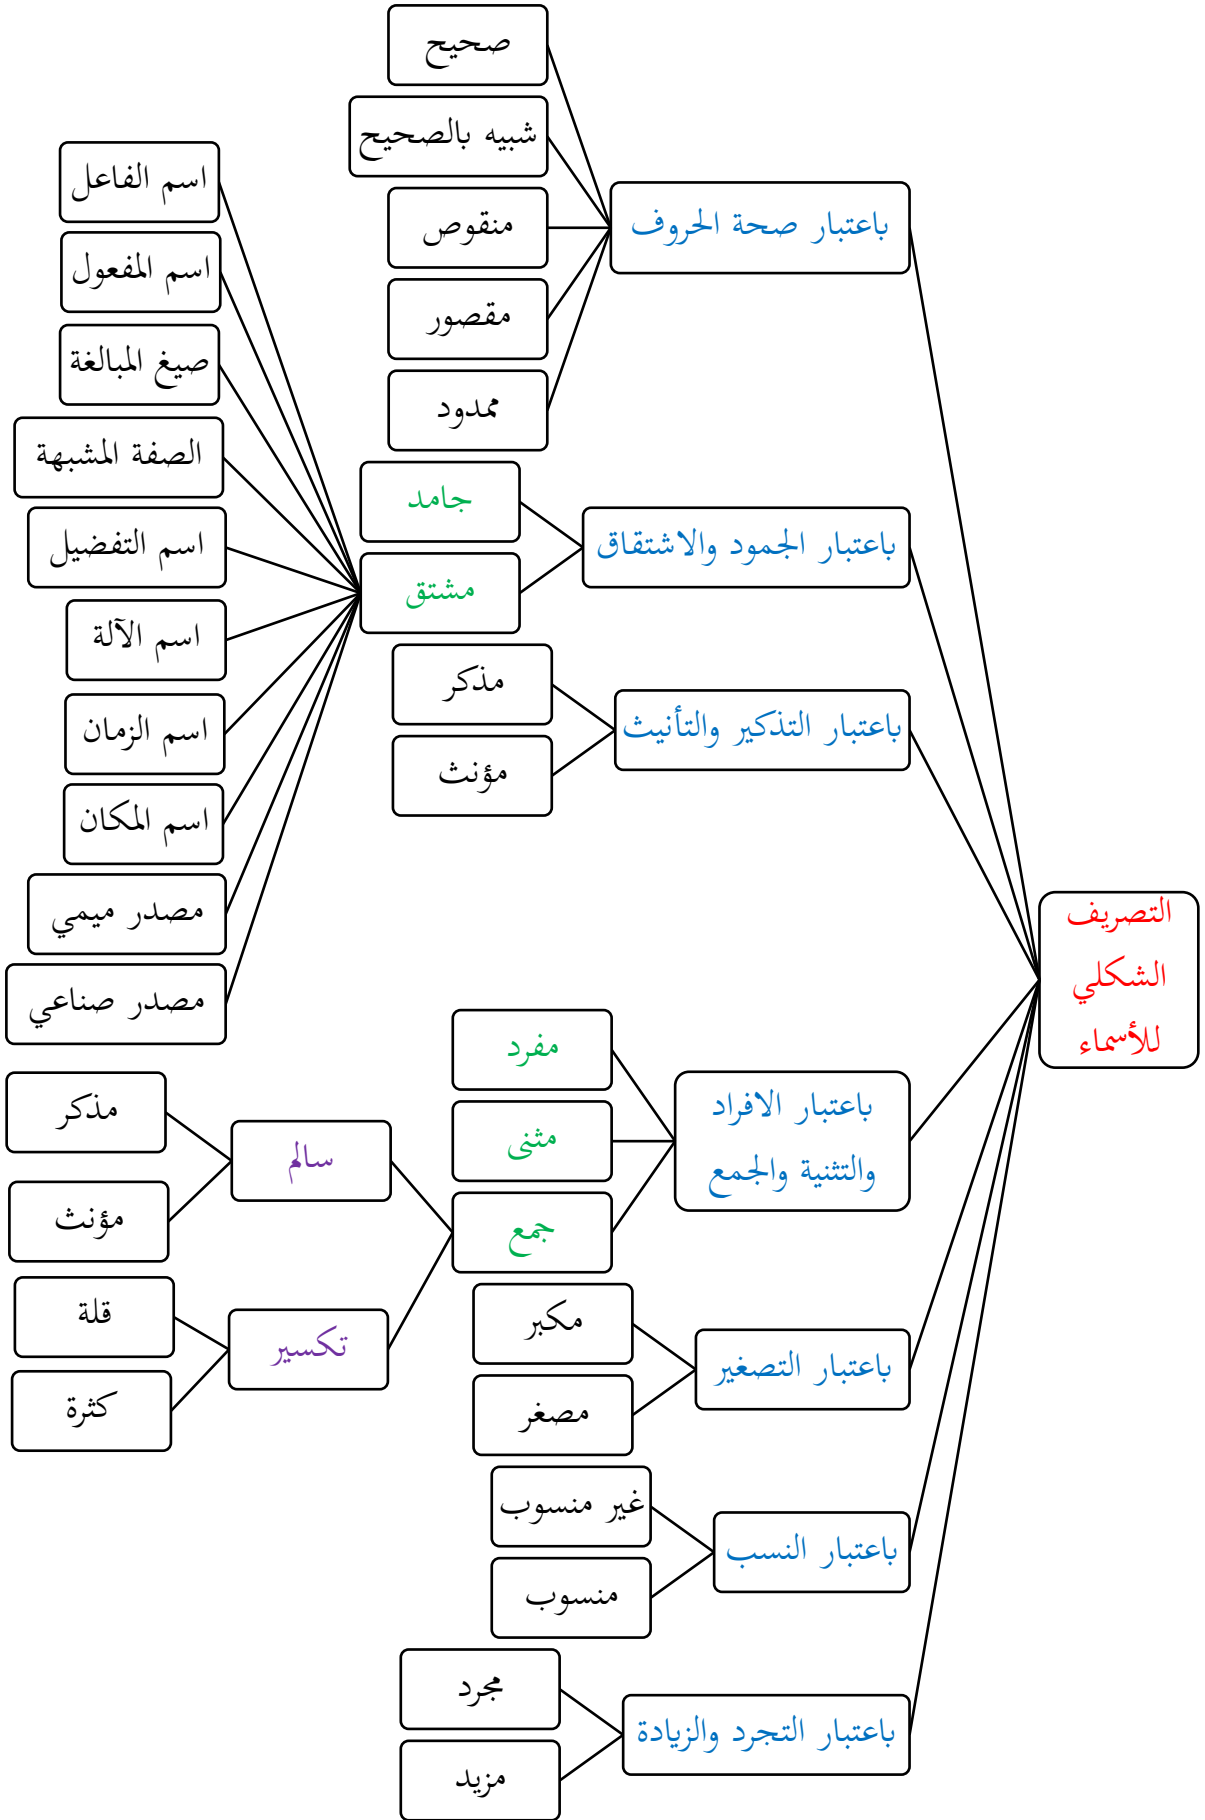 التصريف
الشكلي
للأسماء
باعتبار صحة الحروف
صحيح
شبيه بالصحيح
منقوص
مقصور
ممدود
باعتبار الجمود والاشتقاق
جامد
مشتق
اسم الفاعل
اسم المفعول
صيغ المبالغة
الصفة المشبهة
اسم التفضيل
اسم الآلة
اسم الزمان
اسم المكان
مصدر ميمي
مصدر صناعي
باعتبار التذكير والتأنيث
مذكر
مؤنث
باعتبار الافراد
والتثنية والجمع
مفرد
مثنى
جمع
سالم
مذكر
مؤنث
تكسير
قلة
كثرة
باعتبار التصغير
مكبر
مصغر
باعتبار النسب
غير منسوب
منسوب
باعتبار التجرد والزيادة
مجرد
مزيد